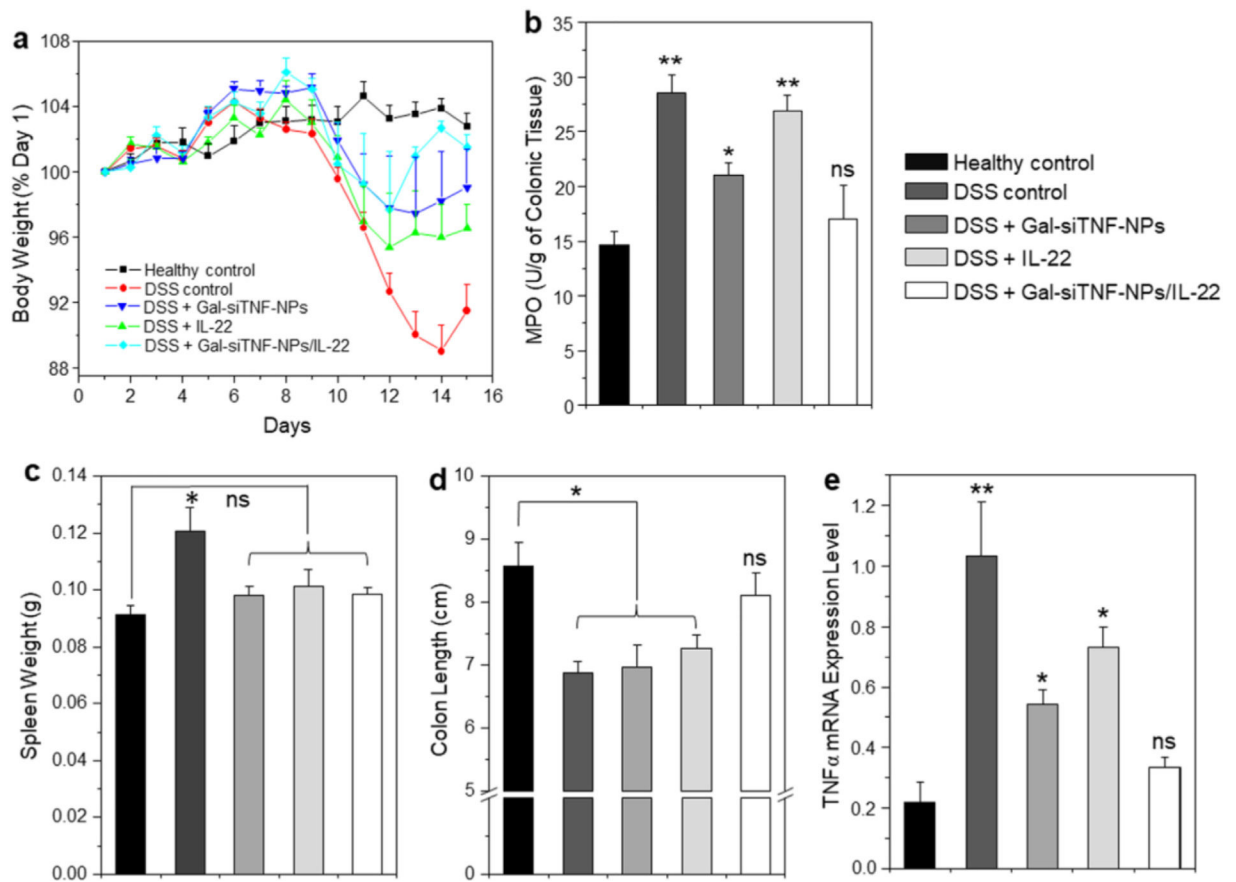 a
108
104
100
96
92
88
Body Weight (% Day 1)
Healthy control
DSS control
DSS + Gal-siTNF-NPs
DSS + IL-22
DSS + Gal-siTNF-NPs/IL-22
0 2 4 6 8 10 12 14 16
Days
b
35
30
25
20
15
10
5
0
MPO (U/g of Colonic Tissue)
**
*
**
ns
Healthy control
DSS control
DSS + Gal-siTNF-NPs
DSS + IL-22
DSS + Gal-siTNF-NPs/IL-22
c
0.14
0.12
0.10
0.08
0.06
0.04
0.02
0.00
Spleen Weight (g)
*
ns
d
10
9
8
7
6
5
0
Colon Length (cm)
*
ns
e
1.2
1.0
0.8
0.6
0.4
0.2
0.0
TNFα mRNA Expression Level
**
*
*
ns